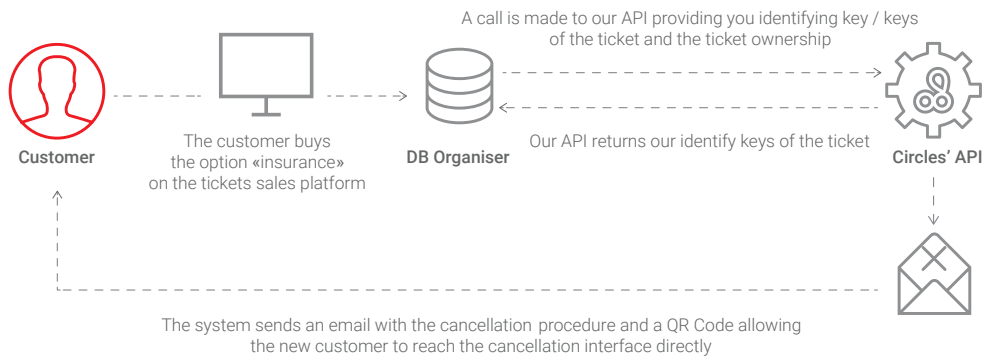 A call is made to our API providing you identifying key / keys
of the ticket and the ticket ownership
The customer buys
the option «insurance»
on the tickets sales platform
Our API returns our identify keys of the ticket
Customer
DB Organiser
Circles’ API
The system sends an email with the cancellation procedure and a QR Code allowing
the new customer to reach the cancellation interface directly